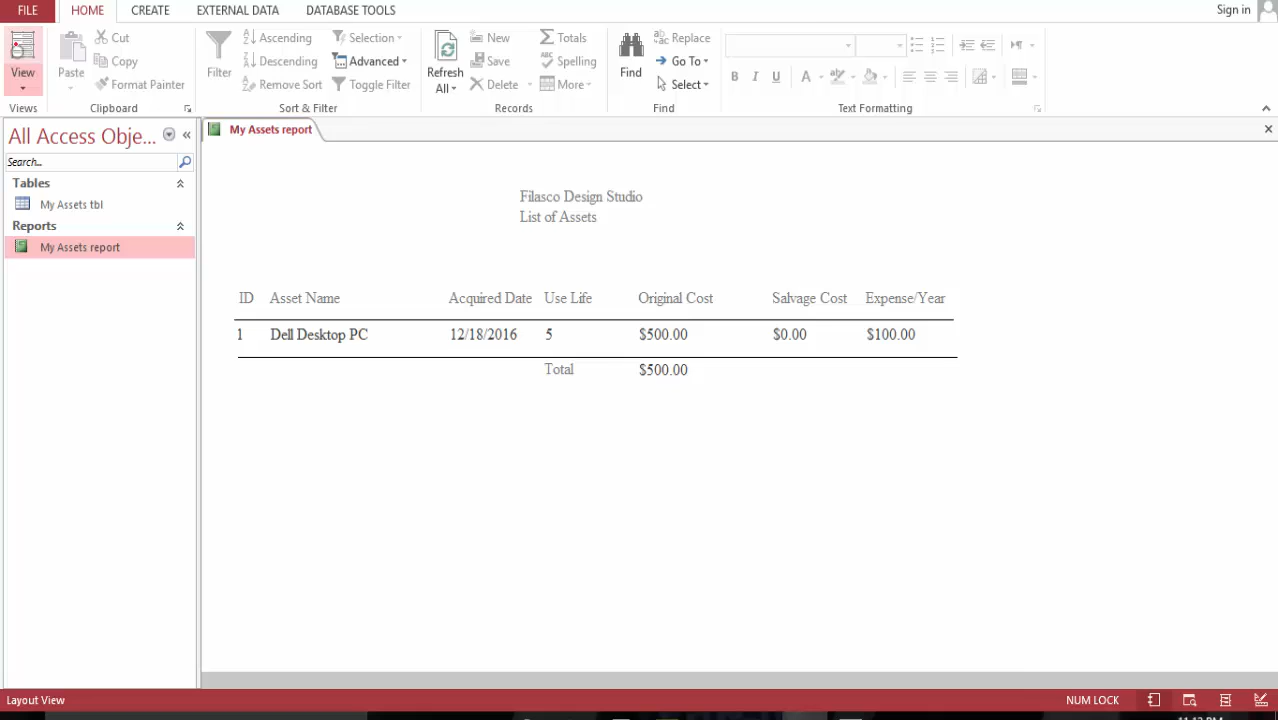 FILE HOME CREATE EXTERNAL DATA DATABASE TOOLS Sign in
View Paste Cut Copy Format Painter
Filter Ascending Descending Remove Sort Selection Advanced Toggle Filter
Refresh All New Save Delete Totals Spelling More
Find Replace Go To Select
B I U A
Views Clipboard Sort & Filter Records Find Text Formatting
All Access Obje... «
My Assets report
Search...
Tables
My Assets tbl
Reports
My Assets report
Filasco Design Studio
List of Assets
ID Asset Name Acquired Date Use Life Original Cost Salvage Cost Expense/Year
1 Dell Desktop PC 12/18/2016 5 $500.00 $0.00 $100.00
Total $500.00
Layout View NUM LOCK